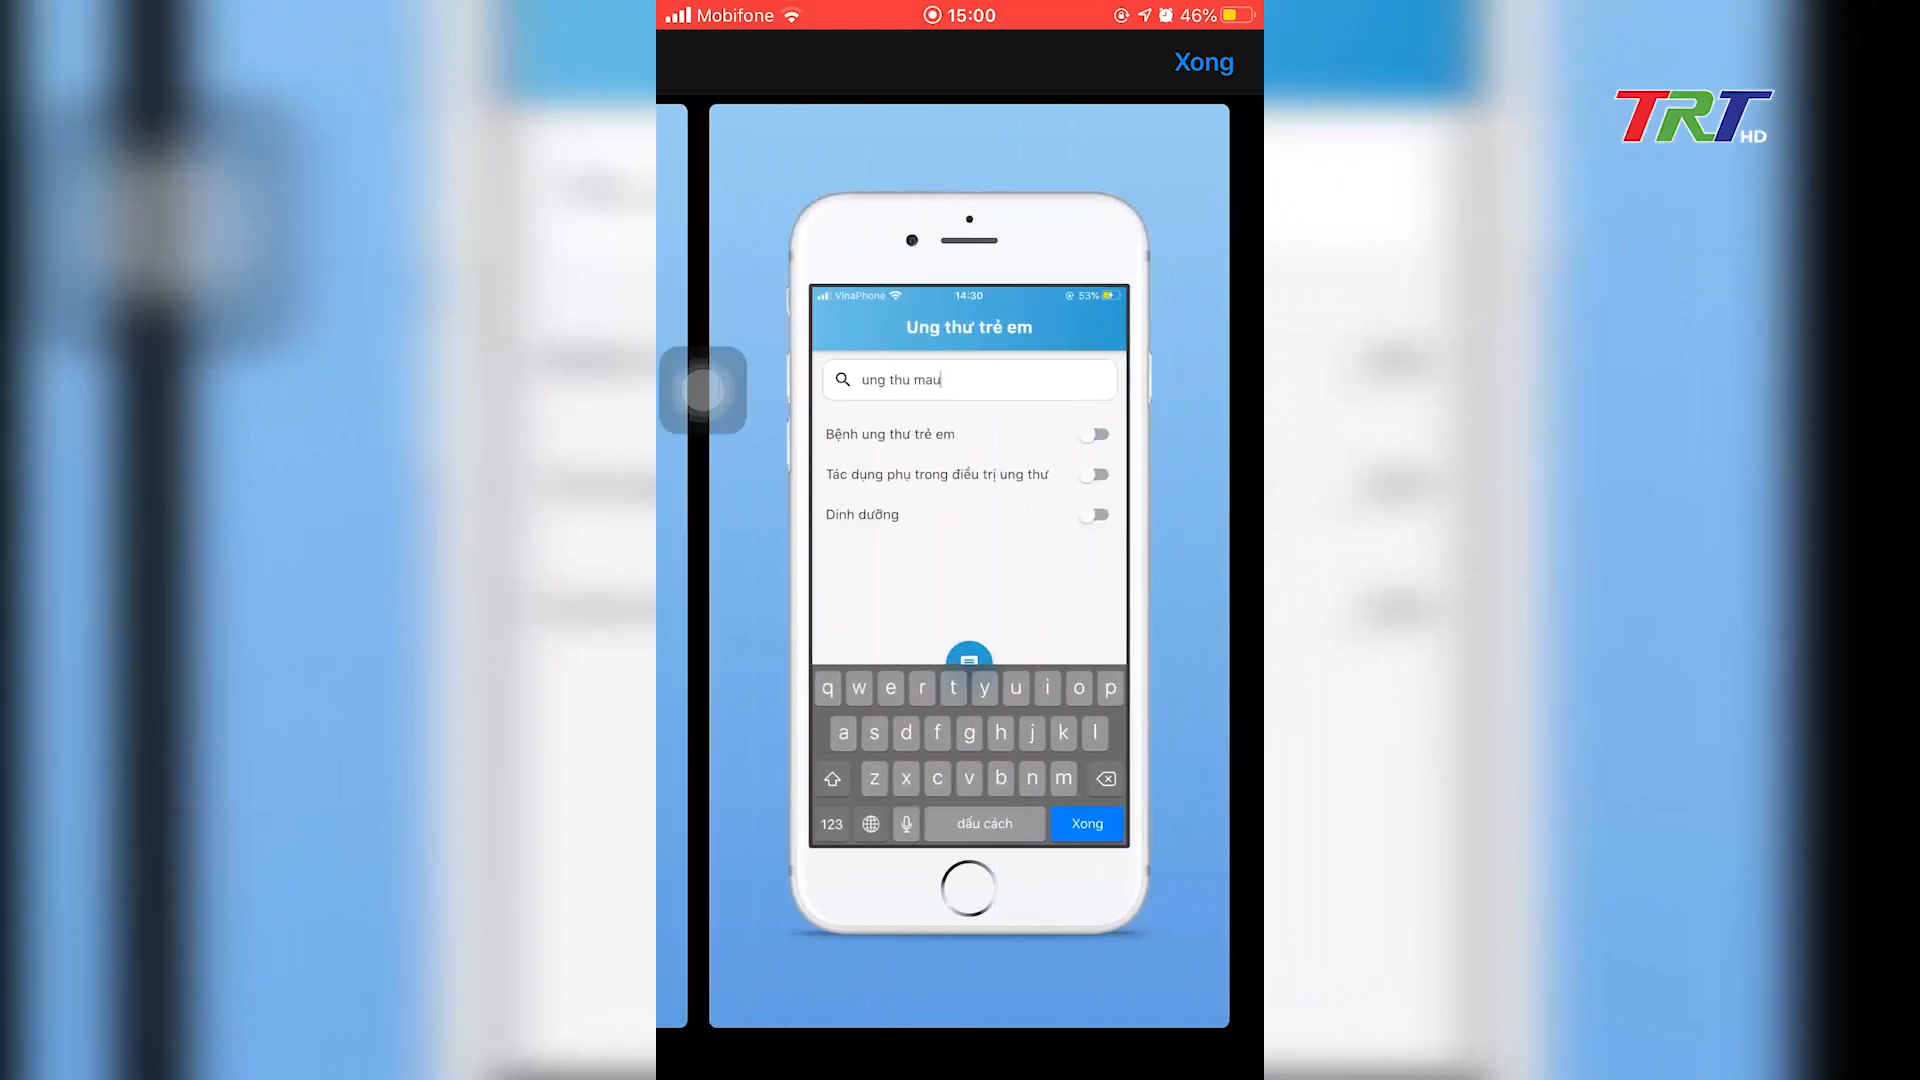 Mobifone 15:00 46%
Xong
TRT HD
VinaPhone 14:30 53%
Ung thư trẻ em
ung thu mau
Bệnh ung thư trẻ em
Tác dụng phụ trong điều trị ung thư
Dinh dưỡng
q w e r t y u i o p
a s d f g h j k l
z x c v b n m
123 dấu cách Xong